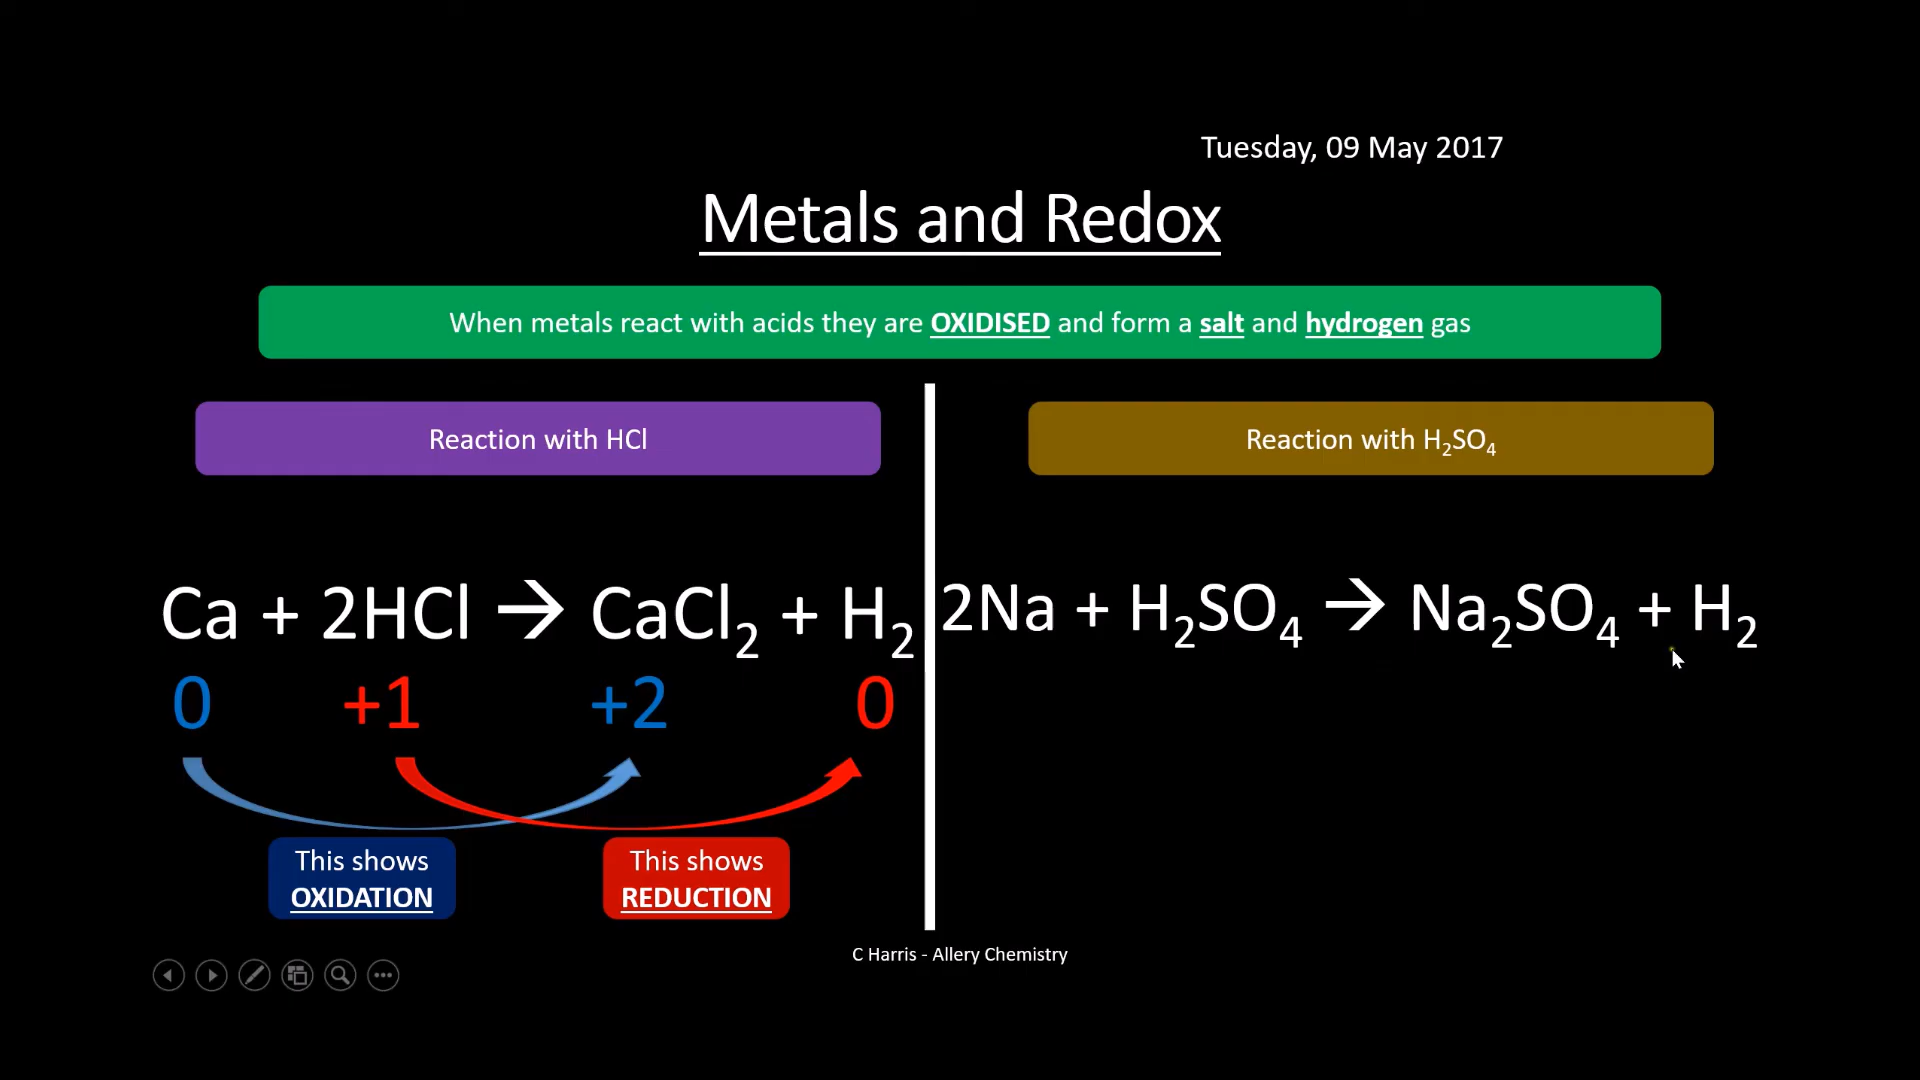 Tuesday, 09 May 2017
Metals and Redox
When metals react with acids they are OXIDISED and form a salt and hydrogen gas
Reaction with HCl
Reaction with H₂SO₄
Ca + 2HCl → CaCl₂ + H₂
2Na + H₂SO₄ → Na₂SO₄ + H₂
0 +1 +2 0
This shows
OXIDATION
This shows
REDUCTION
C Harris - Allery Chemistry